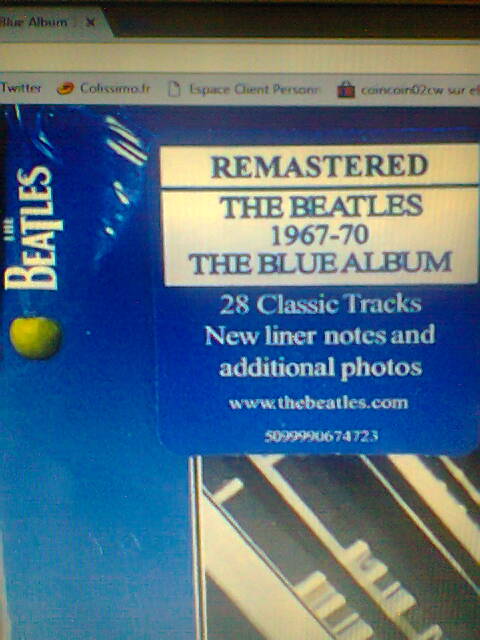 Blue Album
Twitter
Colissimo.fr
Espace Client Personn
coincoin02cw sur eB
THE
BEATLES
REMASTERED
THE BEATLES
1967-70
THE BLUE ALBUM
28 Classic Tracks
New liner notes and
additional photos
www.thebeatles.com
5099990674723